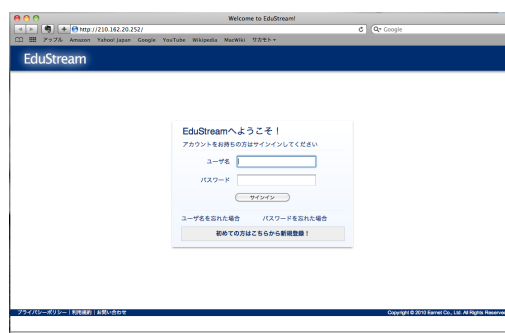 Welcome to EduStream!
http://210.162.20.252/
Google
アップル Amazon Yahoo! Japan Google YouTube Wikipedia MacWiki サカモト
EduStream
EduStreamへようこそ！
アカウントをお持ちの方はサインインしてください
ユーザ名
パスワード
サインイン
ユーザ名を忘れた場合 パスワードを忘れた場合
初めての方はこちらから新規登録！
プライバシーポリシー | 利用規約 | お問い合わせ
Copyright © 2010 Earnet Co., Ltd. All Rights Reserve